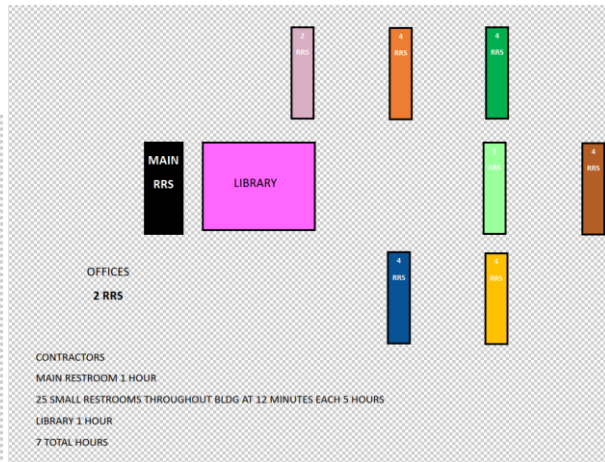 2
RRS
4
RRS
4
RRS
MAIN
RRS
LIBRARY
RRS
4
RRS
4
RRS
4
RRS
OFFICES
2 RRS
CONTRACTORS
MAIN RESTROOM 1 HOUR
25 SMALL RESTROOMS THROUGHOUT BLDG AT 12 MINUTES EACH 5 HOURS
LIBRARY 1 HOUR
7 TOTAL HOURS